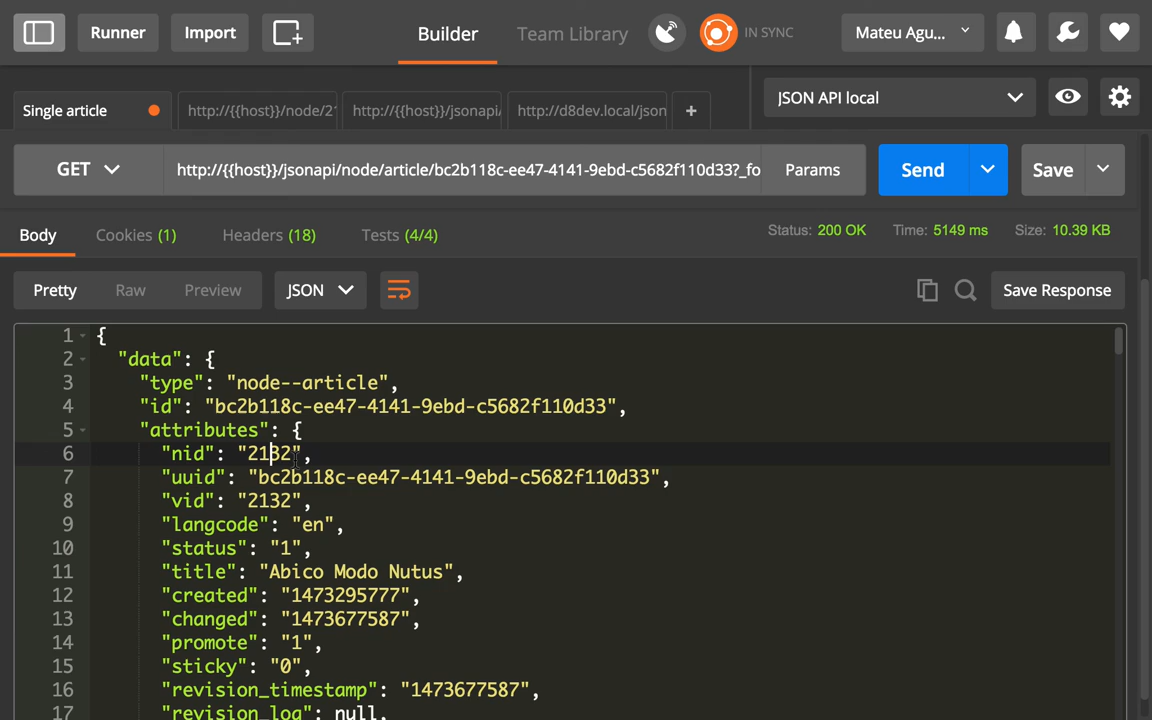 Runner
Import
Builder
Team Library
IN SYNC
Mateu Agu...
Single article
http://{{host}}/node/21
http://{{host}}/jsonapi/
http://d8dev.local/json
+
JSON API local
GET
http://{{host}}/jsonapi/node/article/bc2b118c-ee47-4141-9ebd-c5682f110d33?_fo
Params
Send
Save
Body
Cookies (1)
Headers (18)
Tests (4/4)
Status: 200 OK
Time: 5149 ms
Size: 10.39 KB
Pretty
Raw
Preview
JSON
Save Response
1 {
2 "data": {
3 "type": "node--article",
4 "id": "bc2b118c-ee47-4141-9ebd-c5682f110d33",
5 "attributes": {
6 "nid": "2132",
7 "uuid": "bc2b118c-ee47-4141-9ebd-c5682f110d33",
8 "vid": "2132",
9 "langcode": "en",
10 "status": "1",
11 "title": "Abico Modo Nutus",
12 "created": "1473295777",
13 "changed": "1473677587",
14 "promote": "1",
15 "sticky": "0",
16 "revision_timestamp": "1473677587",
17 "revision_log": null,